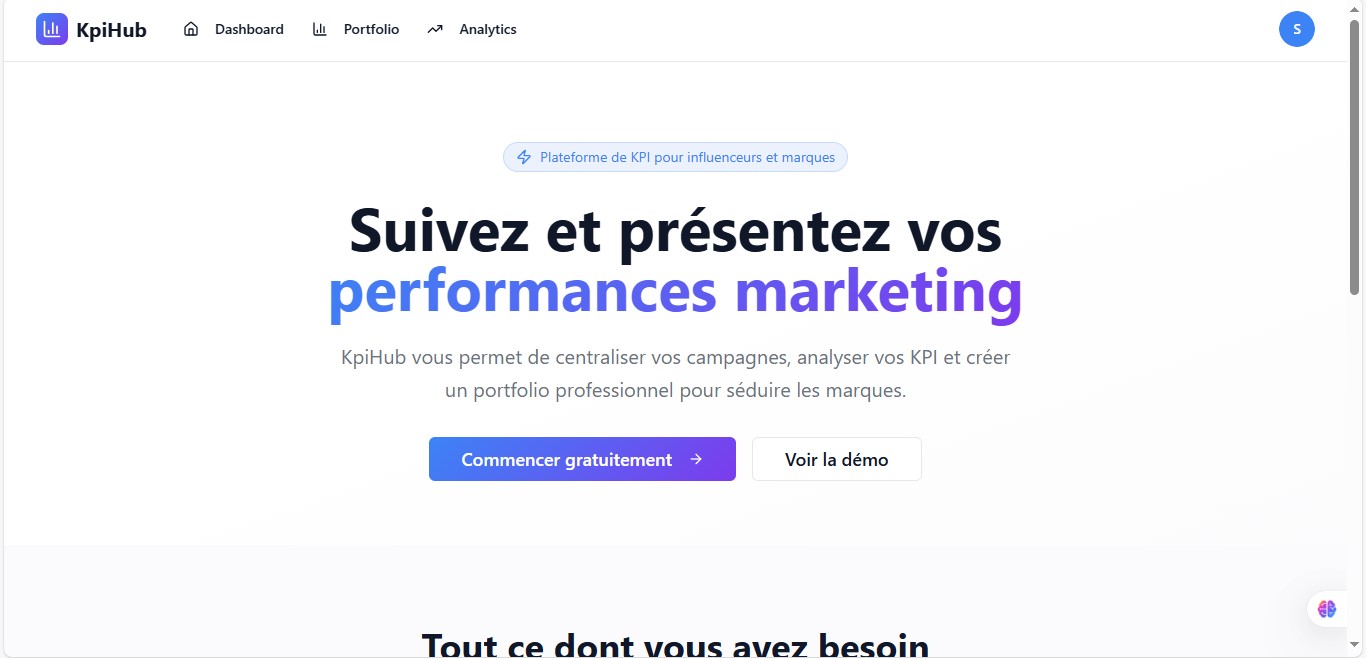 KpiHub
Dashboard
Portfolio
Analytics
S
Plateforme de KPI pour influenceurs et marques
Suivez et présentez vos
performances marketing
KpiHub vous permet de centraliser vos campagnes, analyser vos KPI et créer
un portfolio professionnel pour séduire les marques.
Commencer gratuitement →
Voir la démo
Tout ce dont vous avez besoin